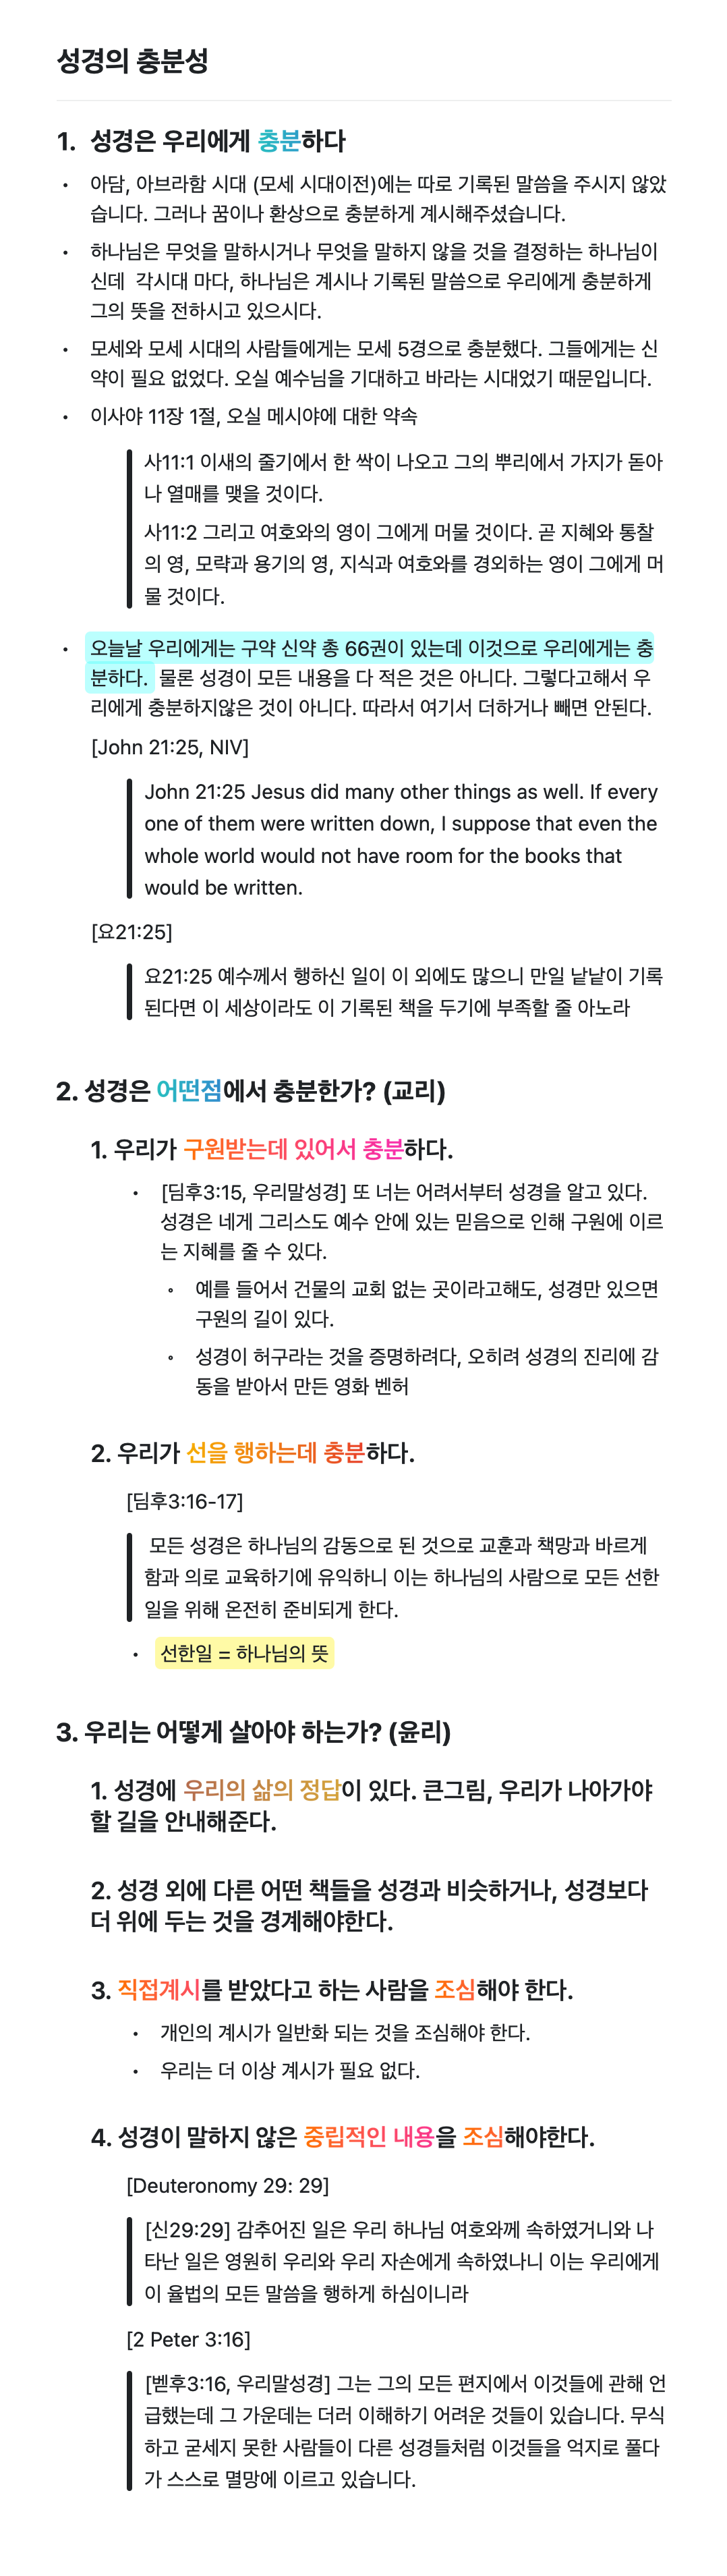 성경의 충분성
1. 성경은 우리에게 충분하다
• 아담, 아브라함 시대 (모세 시대이전)에는 따로 기록된 말씀을 주시지 않았
습니다. 그러나 꿈이나 환상으로 충분하게 계시해주셨습니다.
• 하나님은 무엇을 말하시거나 무엇을 말하지 않을 것을 결정하는 하나님이
신데  각시대 마다, 하나님은 계시나 기록된 말씀으로 우리에게 충분하게
그의 뜻을 전하시고 있으시다.
• 모세와 모세 시대의 사람들에게는 모세 5경으로 충분했다. 그들에게는 신
약이 필요 없었다. 오실 예수님을 기대하고 바라는 시대었기 때문입니다.
• 이사야 11장 1절, 오실 메시야에 대한 약속
사11:1 이새의 줄기에서 한 싹이 나오고 그의 뿌리에서 가지가 돋아
나 열매를 맺을 것이다.
사11:2 그리고 여호와의 영이 그에게 머물 것이다. 곧 지혜와 통찰
의 영, 모략과 용기의 영, 지식과 여호와를 경외하는 영이 그에게 머
물 것이다.
• 오늘날 우리에게는 구약 신약 총 66권이 있는데 이것으로 우리에게는 충
분하다. 물론 성경이 모든 내용을 다 적은 것은 아니다. 그렇다고해서 우
리에게 충분하지않은 것이 아니다. 따라서 여기서 더하거나 빼면 안된다.
[John 21:25, NIV]
John 21:25 Jesus did many other things as well. If every
one of them were written down, I suppose that even the
whole world would not have room for the books that
would be written.
[요21:25]
요21:25 예수께서 행하신 일이 이 외에도 많으니 만일 낱낱이 기록
된다면 이 세상이라도 이 기록된 책을 두기에 부족할 줄 아노라
2. 성경은 어떤점에서 충분한가? (교리)
1. 우리가 구원받는데 있어서 충분하다.
• [딤후3:15, 우리말성경] 또 너는 어려서부터 성경을 알고 있다.
성경은 네게 그리스도 예수 안에 있는 믿음으로 인해 구원에 이르
는 지혜를 줄 수 있다.
◦ 예를 들어서 건물의 교회 없는 곳이라고해도, 성경만 있으면
구원의 길이 있다.
◦ 성경이 허구라는 것을 증명하려다, 오히려 성경의 진리에 감
동을 받아서 만든 영화 벤허
2. 우리가 선을 행하는데 충분하다.
[딤후3:16-17]
모든 성경은 하나님의 감동으로 된 것으로 교훈과 책망과 바르게
함과 의로 교육하기에 유익하니 이는 하나님의 사람으로 모든 선한
일을 위해 온전히 준비되게 한다.
• 선한일 = 하나님의 뜻
3. 우리는 어떻게 살아야 하는가? (윤리)
1. 성경에 우리의 삶의 정답이 있다. 큰그림, 우리가 나아가야
할 길을 안내해준다.
2. 성경 외에 다른 어떤 책들을 성경과 비슷하거나, 성경보다
더 위에 두는 것을 경계해야한다.
3. 직접계시를 받았다고 하는 사람을 조심해야 한다.
• 개인의 계시가 일반화 되는 것을 조심해야 한다.
• 우리는 더 이상 계시가 필요 없다.
4. 성경이 말하지 않은 중립적인 내용을 조심해야한다.
[Deuteronomy 29: 29]
[신29:29] 감추어진 일은 우리 하나님 여호와께 속하였거니와 나
타난 일은 영원히 우리와 우리 자손에게 속하였나니 이는 우리에게
이 율법의 모든 말씀을 행하게 하심이니라
[2 Peter 3:16]
[벧후3:16, 우리말성경] 그는 그의 모든 편지에서 이것들에 관해 언
급했는데 그 가운데는 더러 이해하기 어려운 것들이 있습니다. 무식
하고 굳세지 못한 사람들이 다른 성경들처럼 이것들을 억지로 풀다
가 스스로 멸망에 이르고 있습니다.